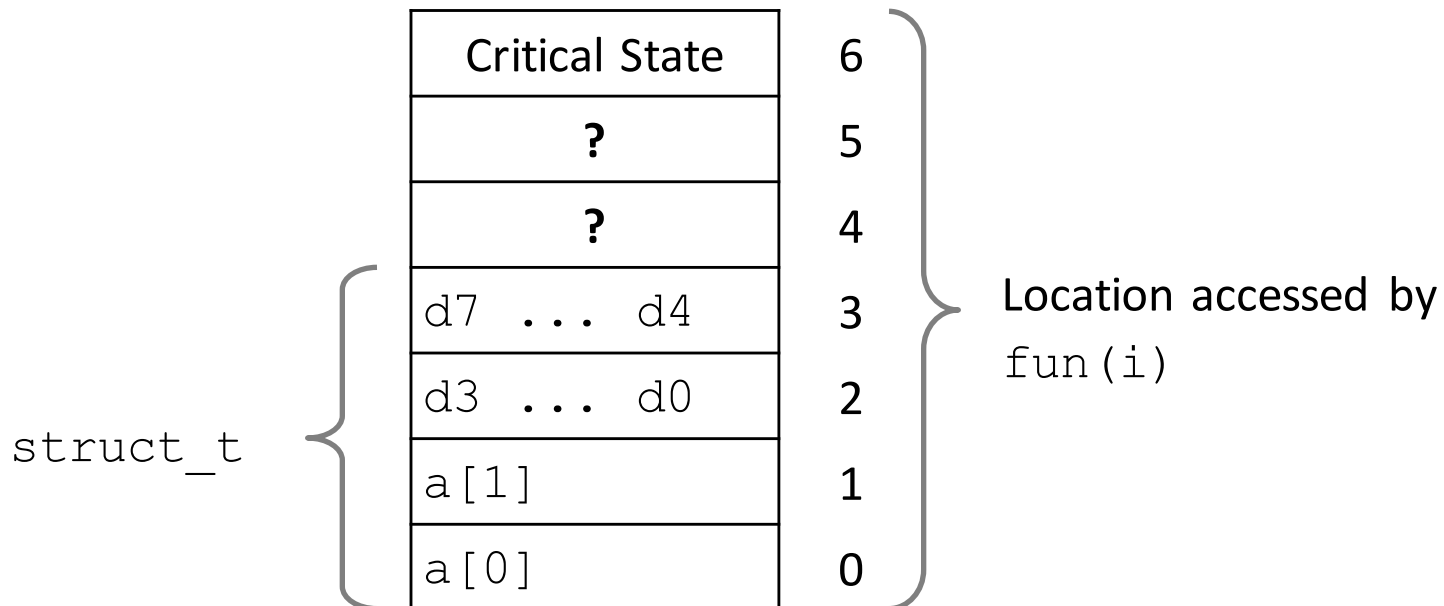 Critical State 6
? 5
? 4
d7 ... d4 3
Location accessed by
fun(i)
d3 ... d0 2
struct_t
a[1] 1
a[0] 0